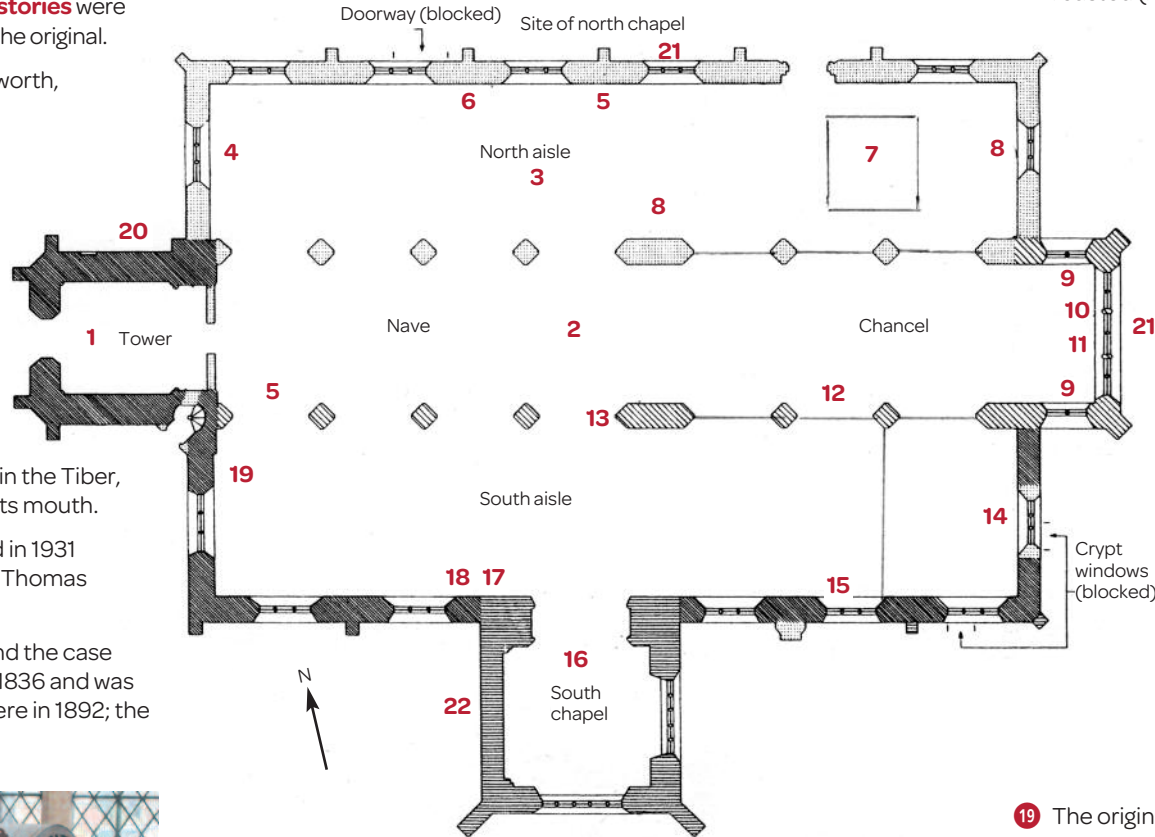 stories were
he original.
worth,
in the Tiber,
ts mouth.
d in 1931
Thomas
nd the case
1836 and was
ere in 1892; the
Doorway (blocked)
Site of north chapel
21
6
5
4
North aisle
3
7
8
8
20
9
1 Tower
Nave
2
Chancel
10
11
21
5
12
9
13
19
South aisle
14
Crypt
windows
(blocked)
18 17
15
16
South
chapel
22
N
19 The origin